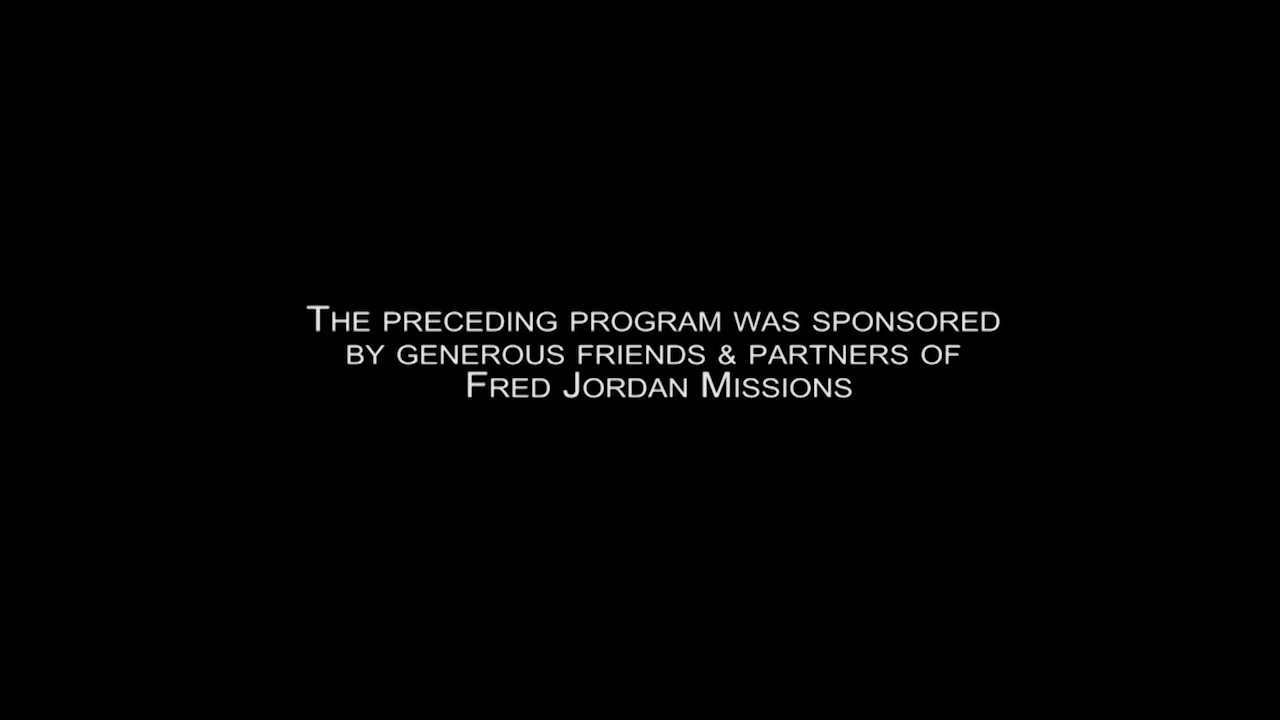 The preceding program was sponsored
by generous friends & partners of
Fred Jordan Missions